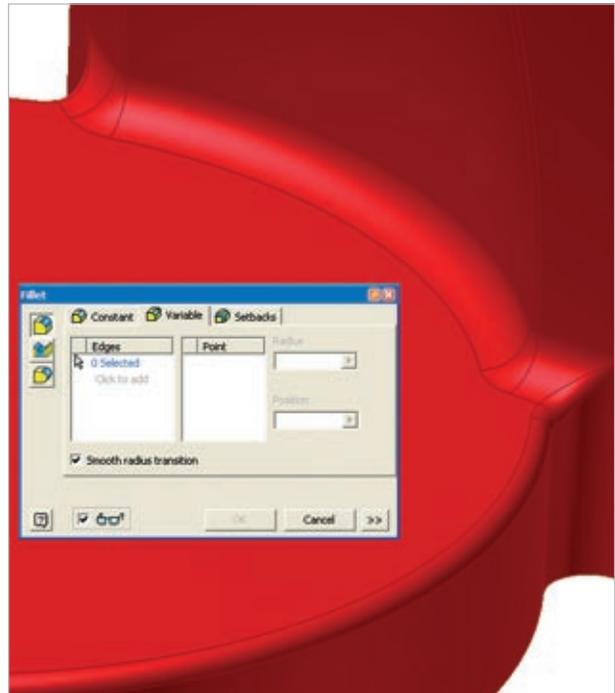 Fillet
Constant Variable Setbacks
Edges Point Radius
0 Selected
Click to add
Position
Smooth radius transition
OK Cancel >>